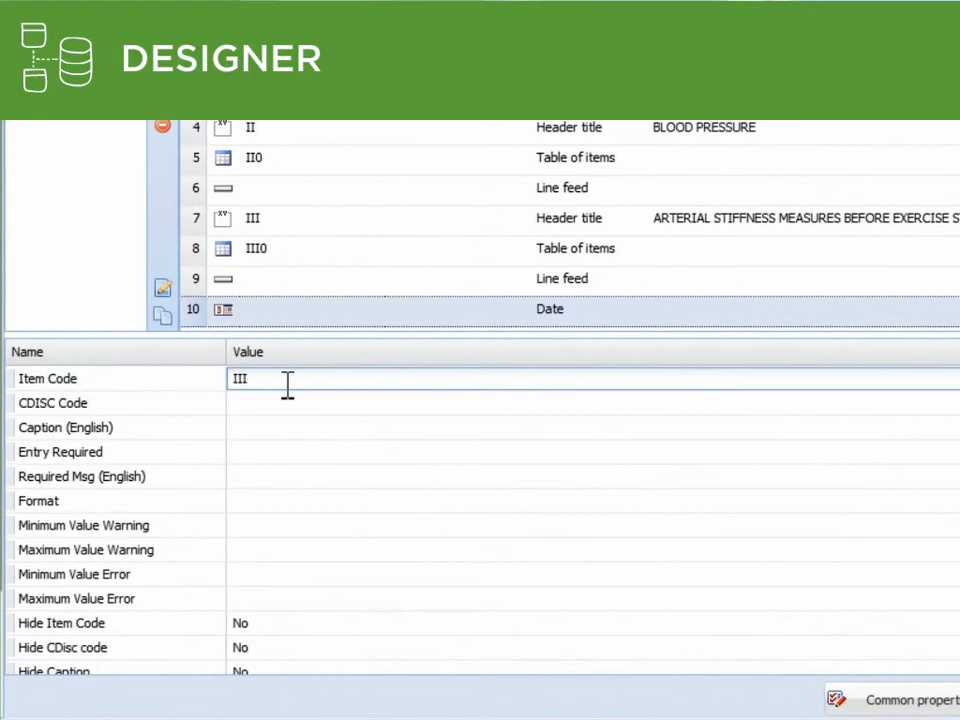 DESIGNER
4 II Header title BLOOD PRESSURE
5 II0 Table of items
6 Line feed
7 III Header title ARTERIAL STIFFNESS MEASURES BEFORE EXERCISE
8 III0 Table of items
9 Line feed
10 Date
Name Value
Item Code III
CDISC Code
Caption (English)
Entry Required
Required Msg (English)
Format
Minimum Value Warning
Maximum Value Warning
Minimum Value Error
Maximum Value Error
Hide Item Code No
Hide CDisc code No
Hide Caption No
Common propert